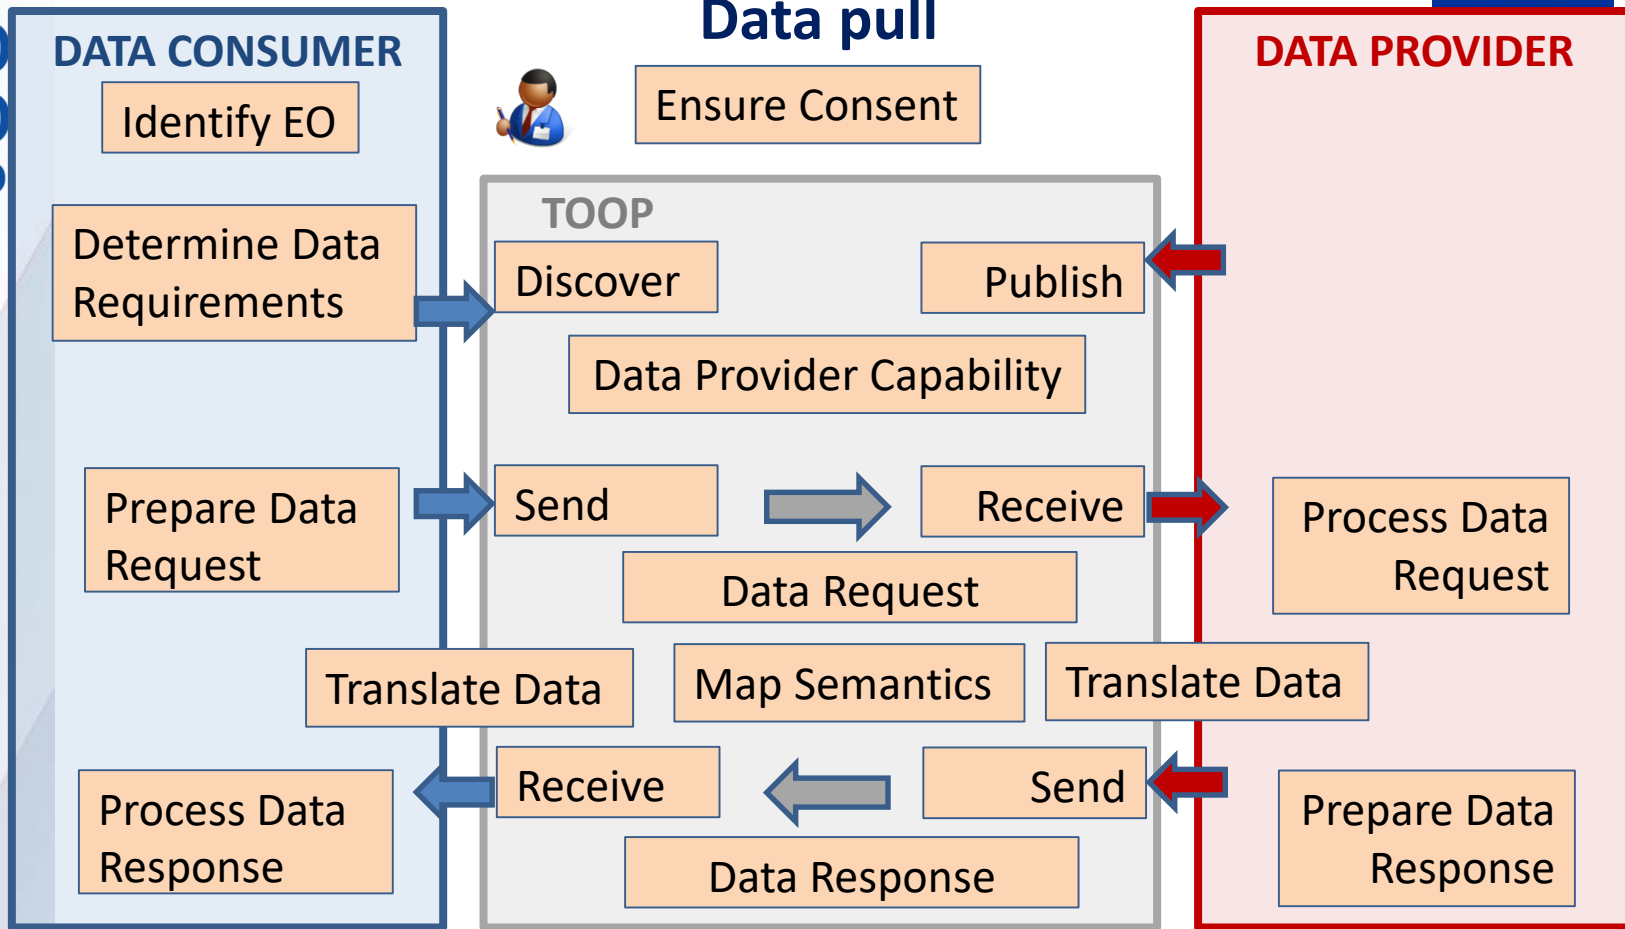 Data pull
DATA CONSUMER
DATA PROVIDER
Identify EO
Ensure Consent
TOOP
Determine Data
Requirements
Discover
Publish
Data Provider Capability
Prepare Data
Request
Send
Receive
Process Data
Request
Data Request
Translate Data
Map Semantics
Translate Data
Receive
Send
Process Data
Response
Prepare Data
Response
Data Response